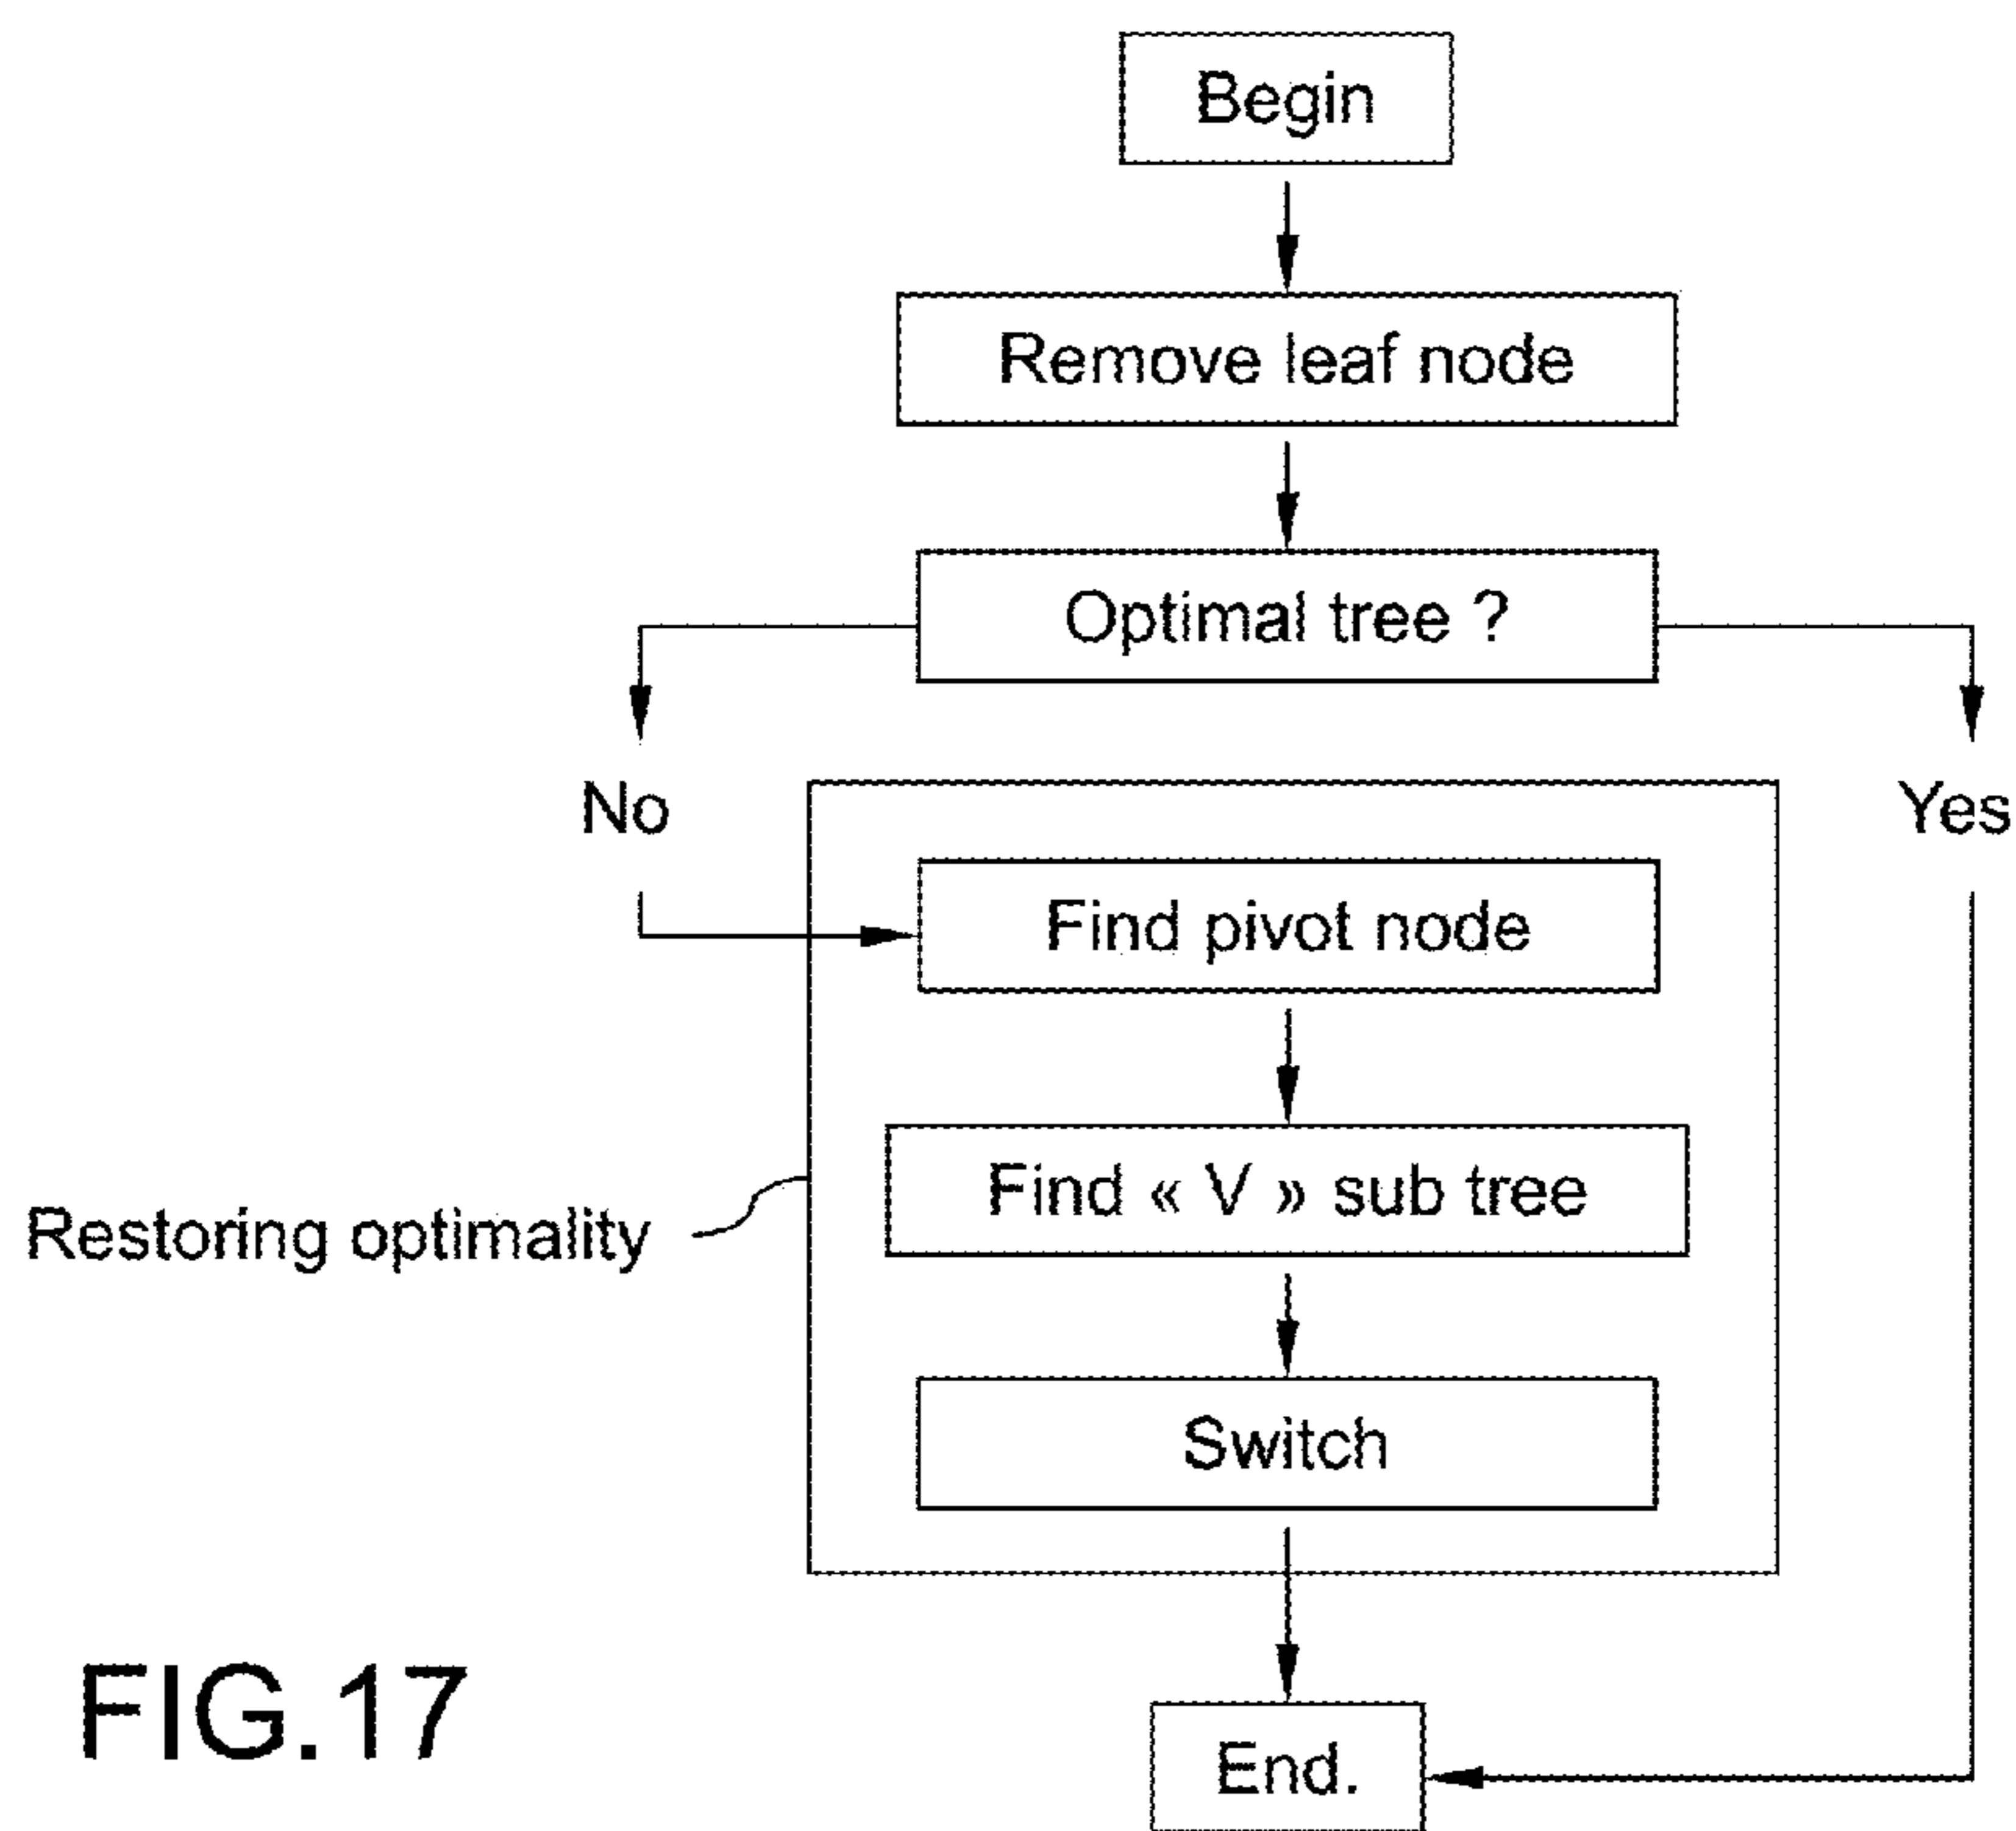 Begin
Remove leaf node
Optimal tree ?
No
Yes
Find pivot node
Find « V » sub tree
Restoring optimality
Switch
End.
FIG.17